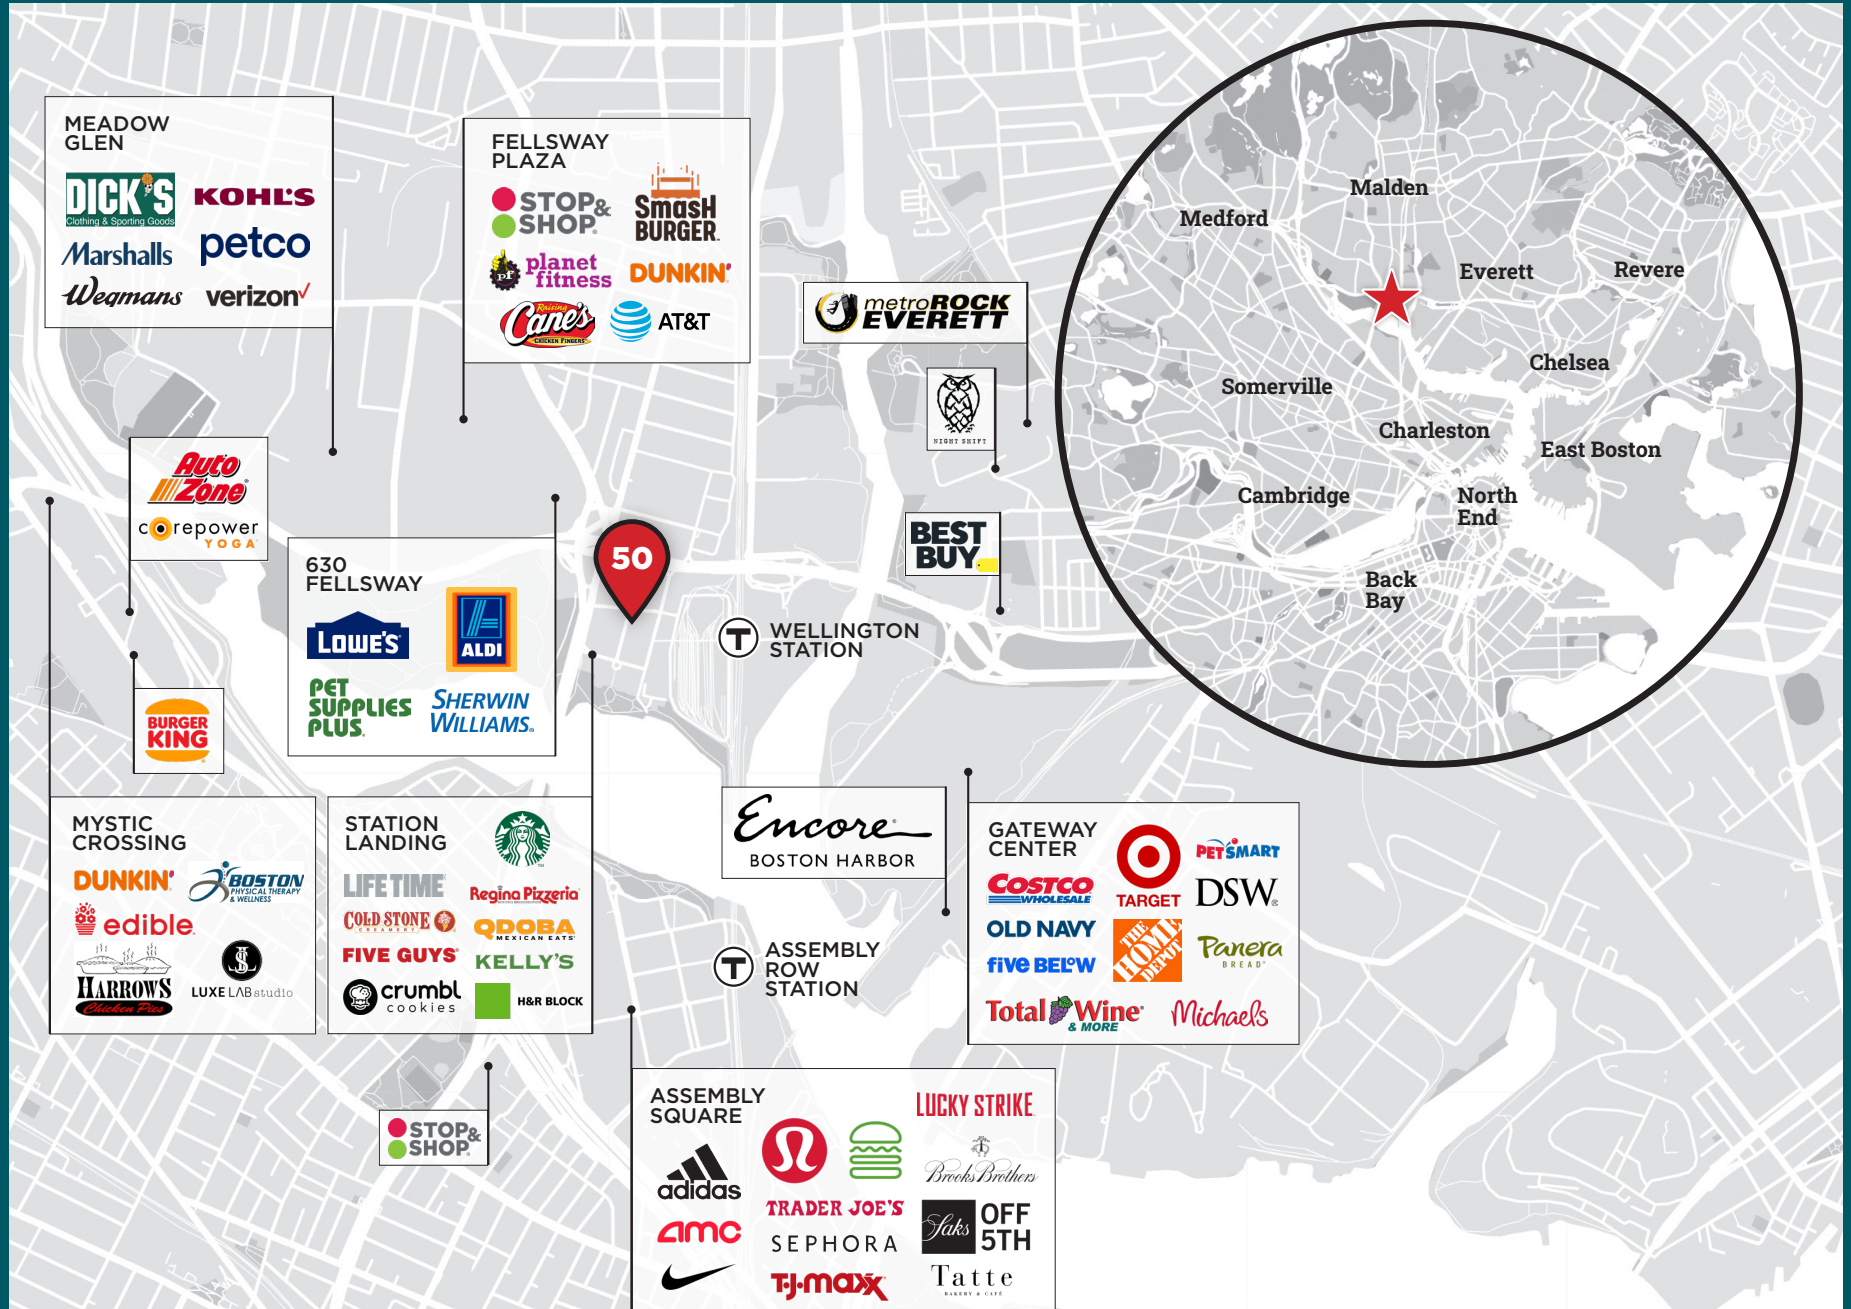 MEADOW
GLEN
DICK'S
Clothing & Sporting Goods
KOHL'S
Marshalls
petco
Wegmans
verizon
FELLSWAY
PLAZA
STOP&
SHOP
SmasH
BURGER
planet
fitness
pf
DUNKIN'
Raising
Cane's
CHICKEN FINGERS
AT&T
metroROCK
EVERETT
NIGHT SHIFT
BEST
BUY
Auto
Zone
corepower
YOGA
630
FELLSWAY
LOWE'S
ALDI
PET
SUPPLIES
PLUS
SHERWIN
WILLIAMS
50
T
WELLINGTON
STATION
BURGER
KING
MYSTIC
CROSSING
DUNKIN'
BOSTON
PHYSICAL THERAPY
& WELLNESS
edible
HARROWS
Chicken Pies
LUXE LAB studio
STATION
LANDING
LIFE TIME
Regina Pizzeria
COLD STONE
CREAMERY
QDOBA
MEXICAN EATS
FIVE GUYS
KELLY'S
crumbl
cookies
H&R BLOCK
Encore
BOSTON HARBOR
T
ASSEMBLY
ROW
STATION
GATEWAY
CENTER
TARGET
PETSMART
COSTCO
WHOLESALE
DSW
OLD NAVY
THE
HOME
DEPOT
Panera
BREAD
five BEL°W
Total Wine
& MORE
Michaels
STOP&
SHOP
ASSEMBLY
SQUARE
LUCKY STRIKE
adidas
Brooks Brothers
TRADER JOE'S
amc
SEPHORA
Saks
OFF
5TH
TJ·maxx
Tatte
BAKERY & CAFÉ
Malden
Medford
Everett
Revere
Chelsea
Somerville
Charleston
East Boston
Cambridge
North
End
Back
Bay